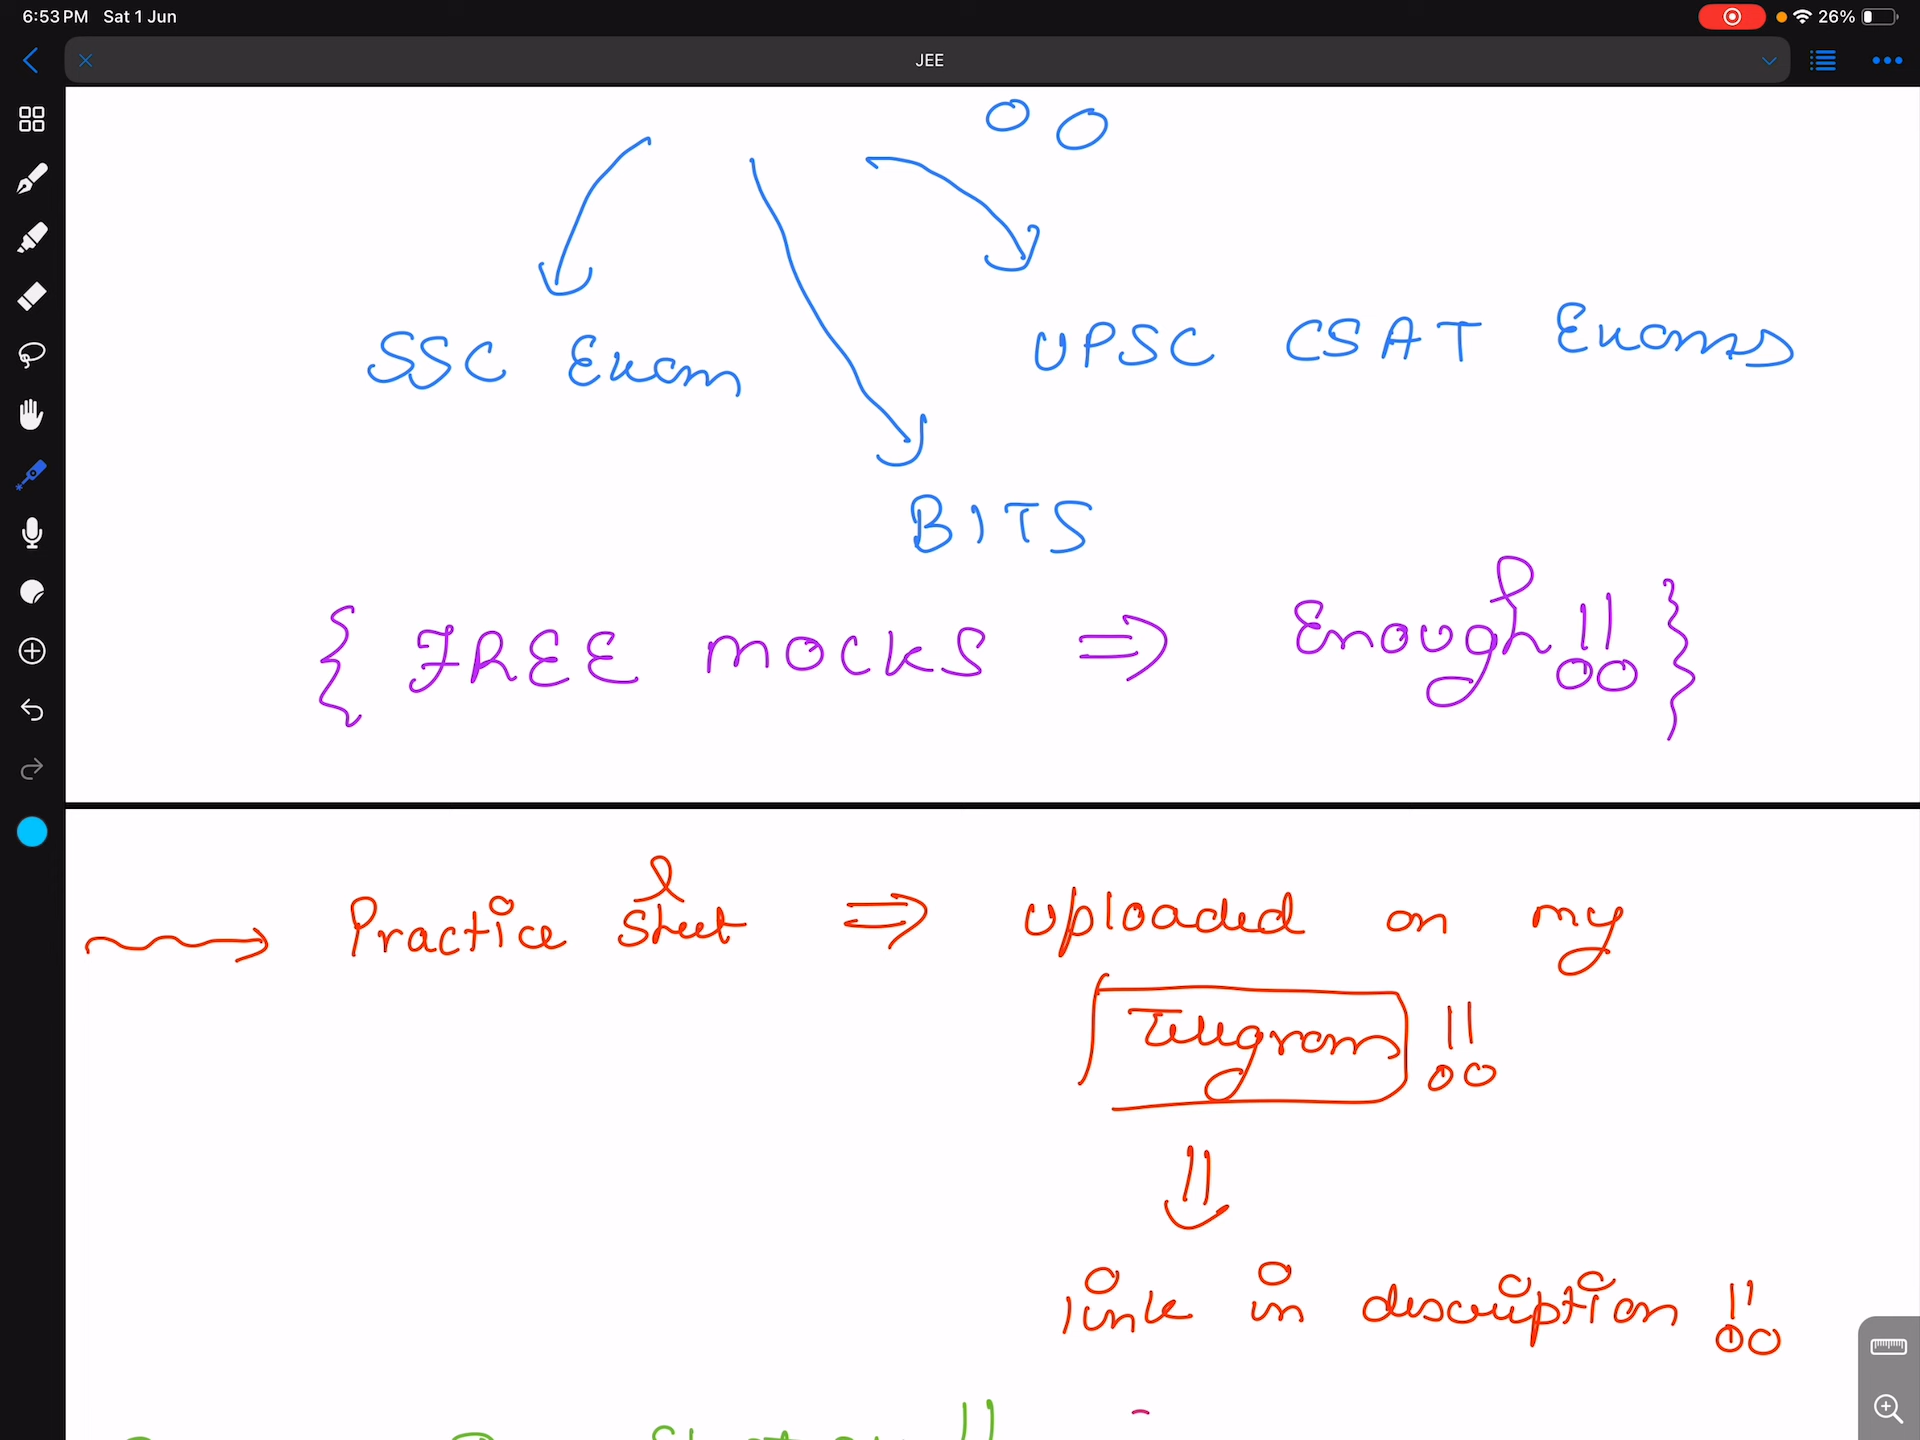 6:53 PM Sat 1 Jun
26%
JEE
SSC Exam
UPSC CSAT Exams
BITS
{ FREE MOCKS ⇒ Enough !! }
→ Practice Sheet ⇒ Uploaded on my
Telegram !!
link in description !!